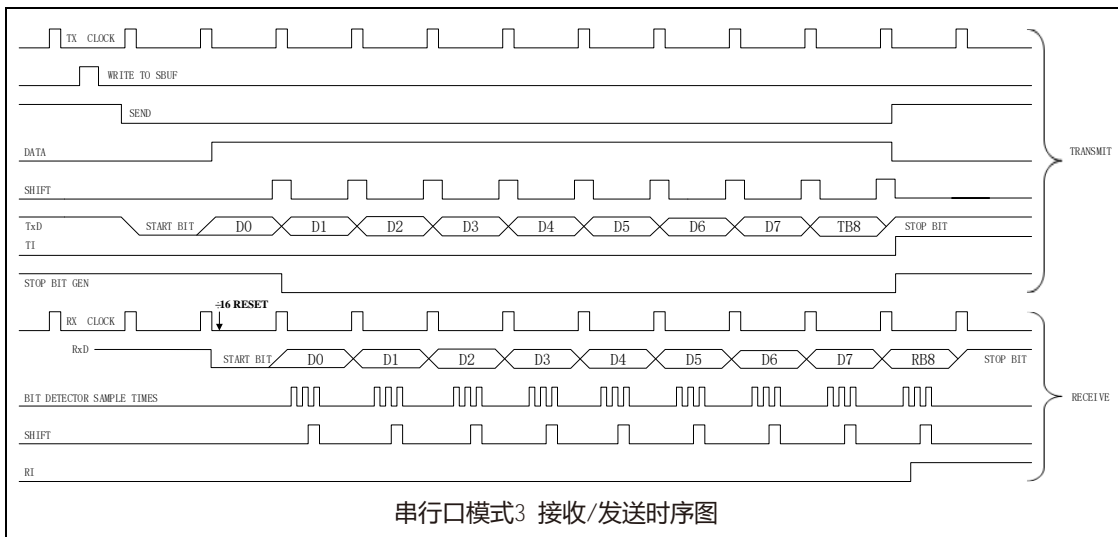 TX CLOCK
WRITE TO SBUF
SEND
DATA
TRANSMIT
SHIFT
TxD START BIT D0 D1 D2 D3 D4 D5 D6 D7 TB8 STOP BIT
TI
STOP BIT GEN
÷16 RESET
RX CLOCK
RxD START BIT D0 D1 D2 D3 D4 D5 D6 D7 RB8 STOP BIT
BIT DETECTOR SAMPLE TIMES
RECEIVE
SHIFT
RI
串行口模式3 接收/发送时序图